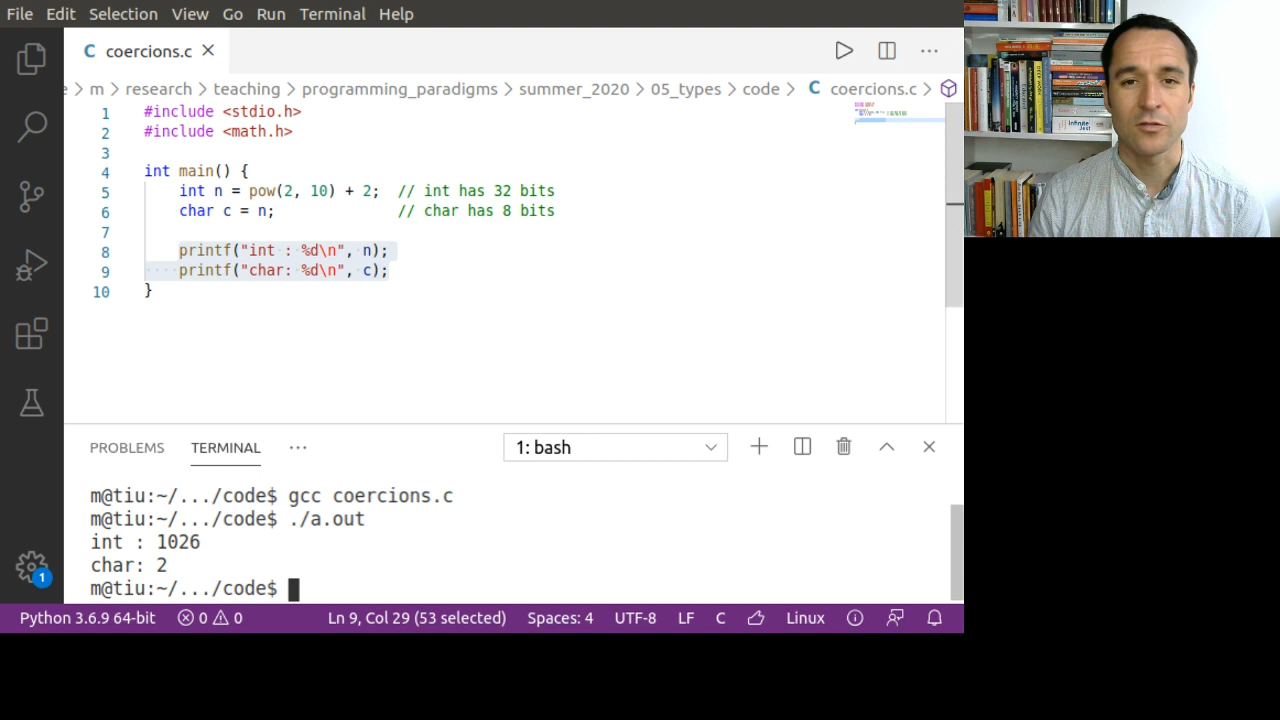 File Edit Selection View Go Run Terminal Help
C coercions.c
e > m > research > teaching > programming_paradigms > summer_2020 > 05_types > code > C coercions.c >
1 #include <stdio.h>
2 #include <math.h>
3
4 int main() {
5 int n = pow(2, 10) + 2; // int has 32 bits
6 char c = n; // char has 8 bits
7
8 printf("int : %d\n", n);
9 printf("char: %d\n", c);
10 }
PROBLEMS TERMINAL ··· 1: bash
m@tiu:~/.../code$ gcc coercions.c
m@tiu:~/.../code$ ./a.out
int : 1026
char: 2
m@tiu:~/.../code$
1
Python 3.6.9 64-bit 0 0 Ln 9, Col 29 (53 selected) Spaces: 4 UTF-8 LF C Linux
Infinite Jest